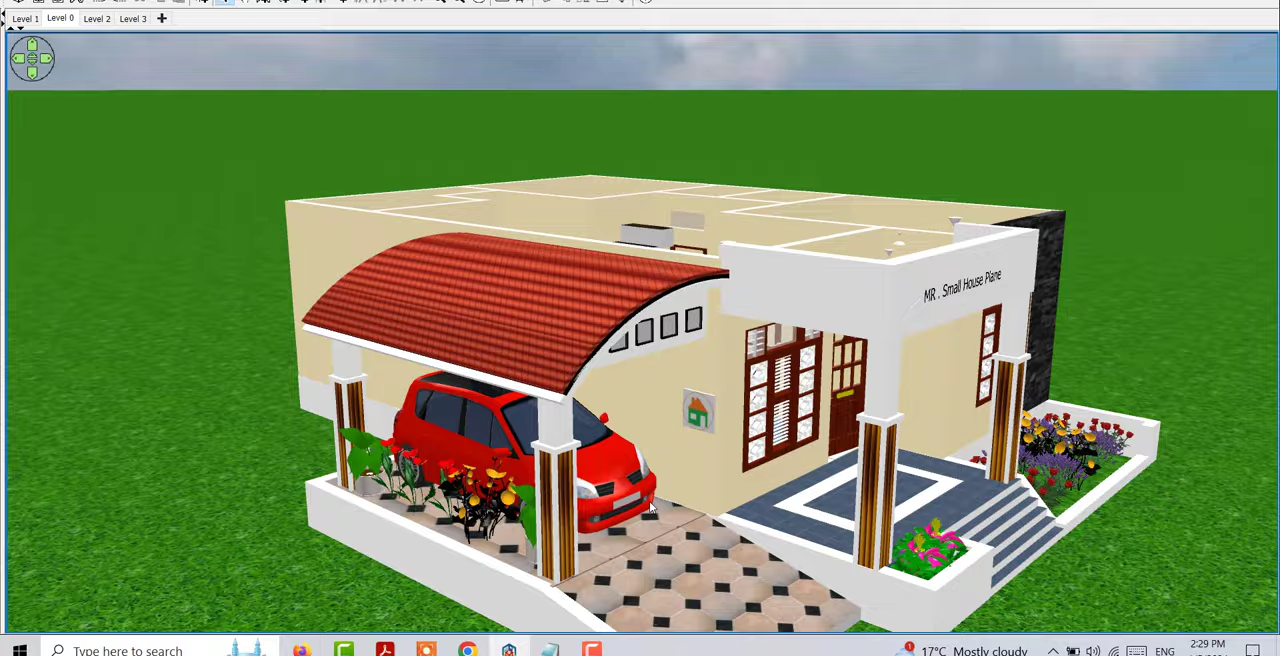 Level 1 Level 0 Level 2 Level 3
MR . Small House Plane
Type here to search
17°C Mostly cloudy
ENG
2:29 PM